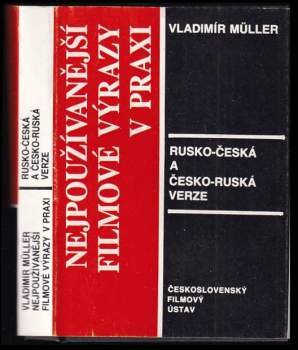 RUSKO-ČESKÁ
A ČESKO-RUSKÁ
VERZE
VLADIMÍR MÜLLER
NEJPOUŽÍVANĚJŠÍ
FILMOVÉ VÝRAZY V PRAXI
NEJPOUŽÍVANĚJŠÍ
FILMOVÉ VÝRAZY
V PRAXI
VLADIMÍR MÜLLER
RUSKO-ČESKÁ
A
ČESKO-RUSKÁ
VERZE
ČESKOSLOVENSKÝ
FILMOVÝ
ÚSTAV